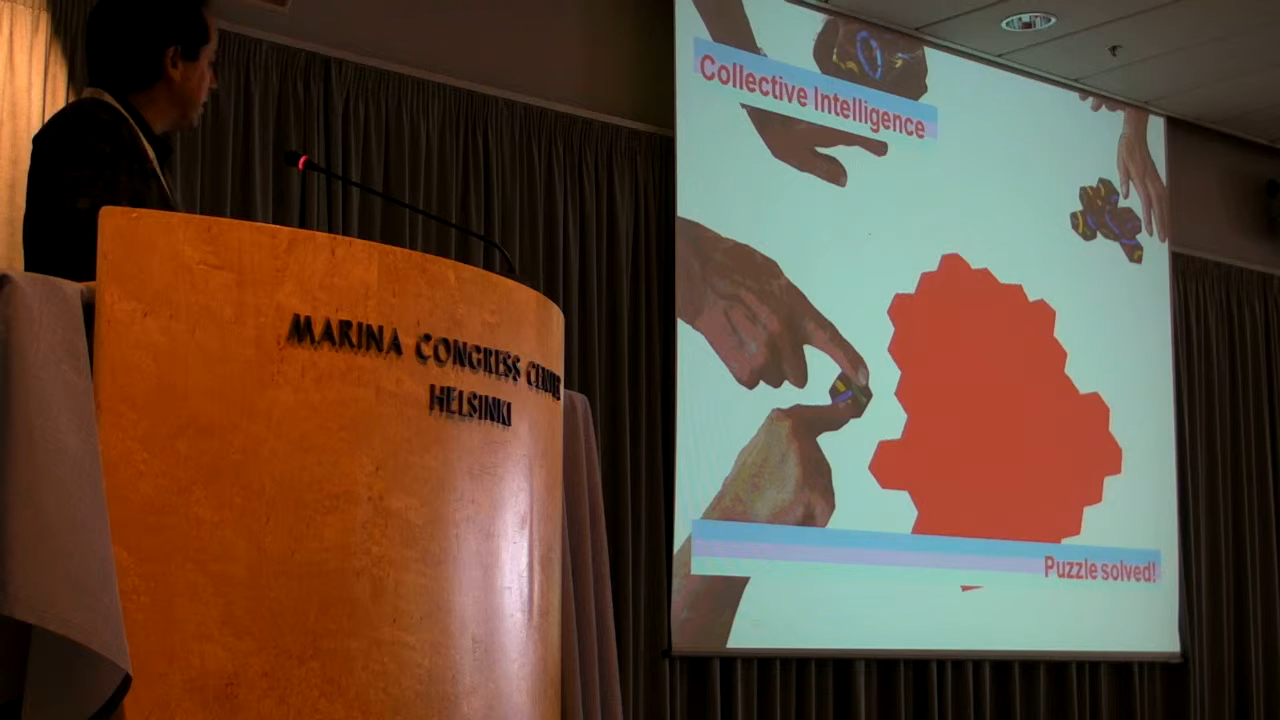 Collective Intelligence
MARINA CONGRESS CENTER
HELSINKI
Puzzle solved!